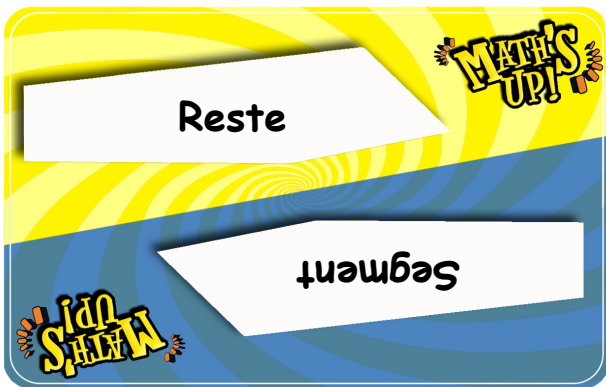 MATH'S
UP!
Reste
Segment
MATH'S
UP!